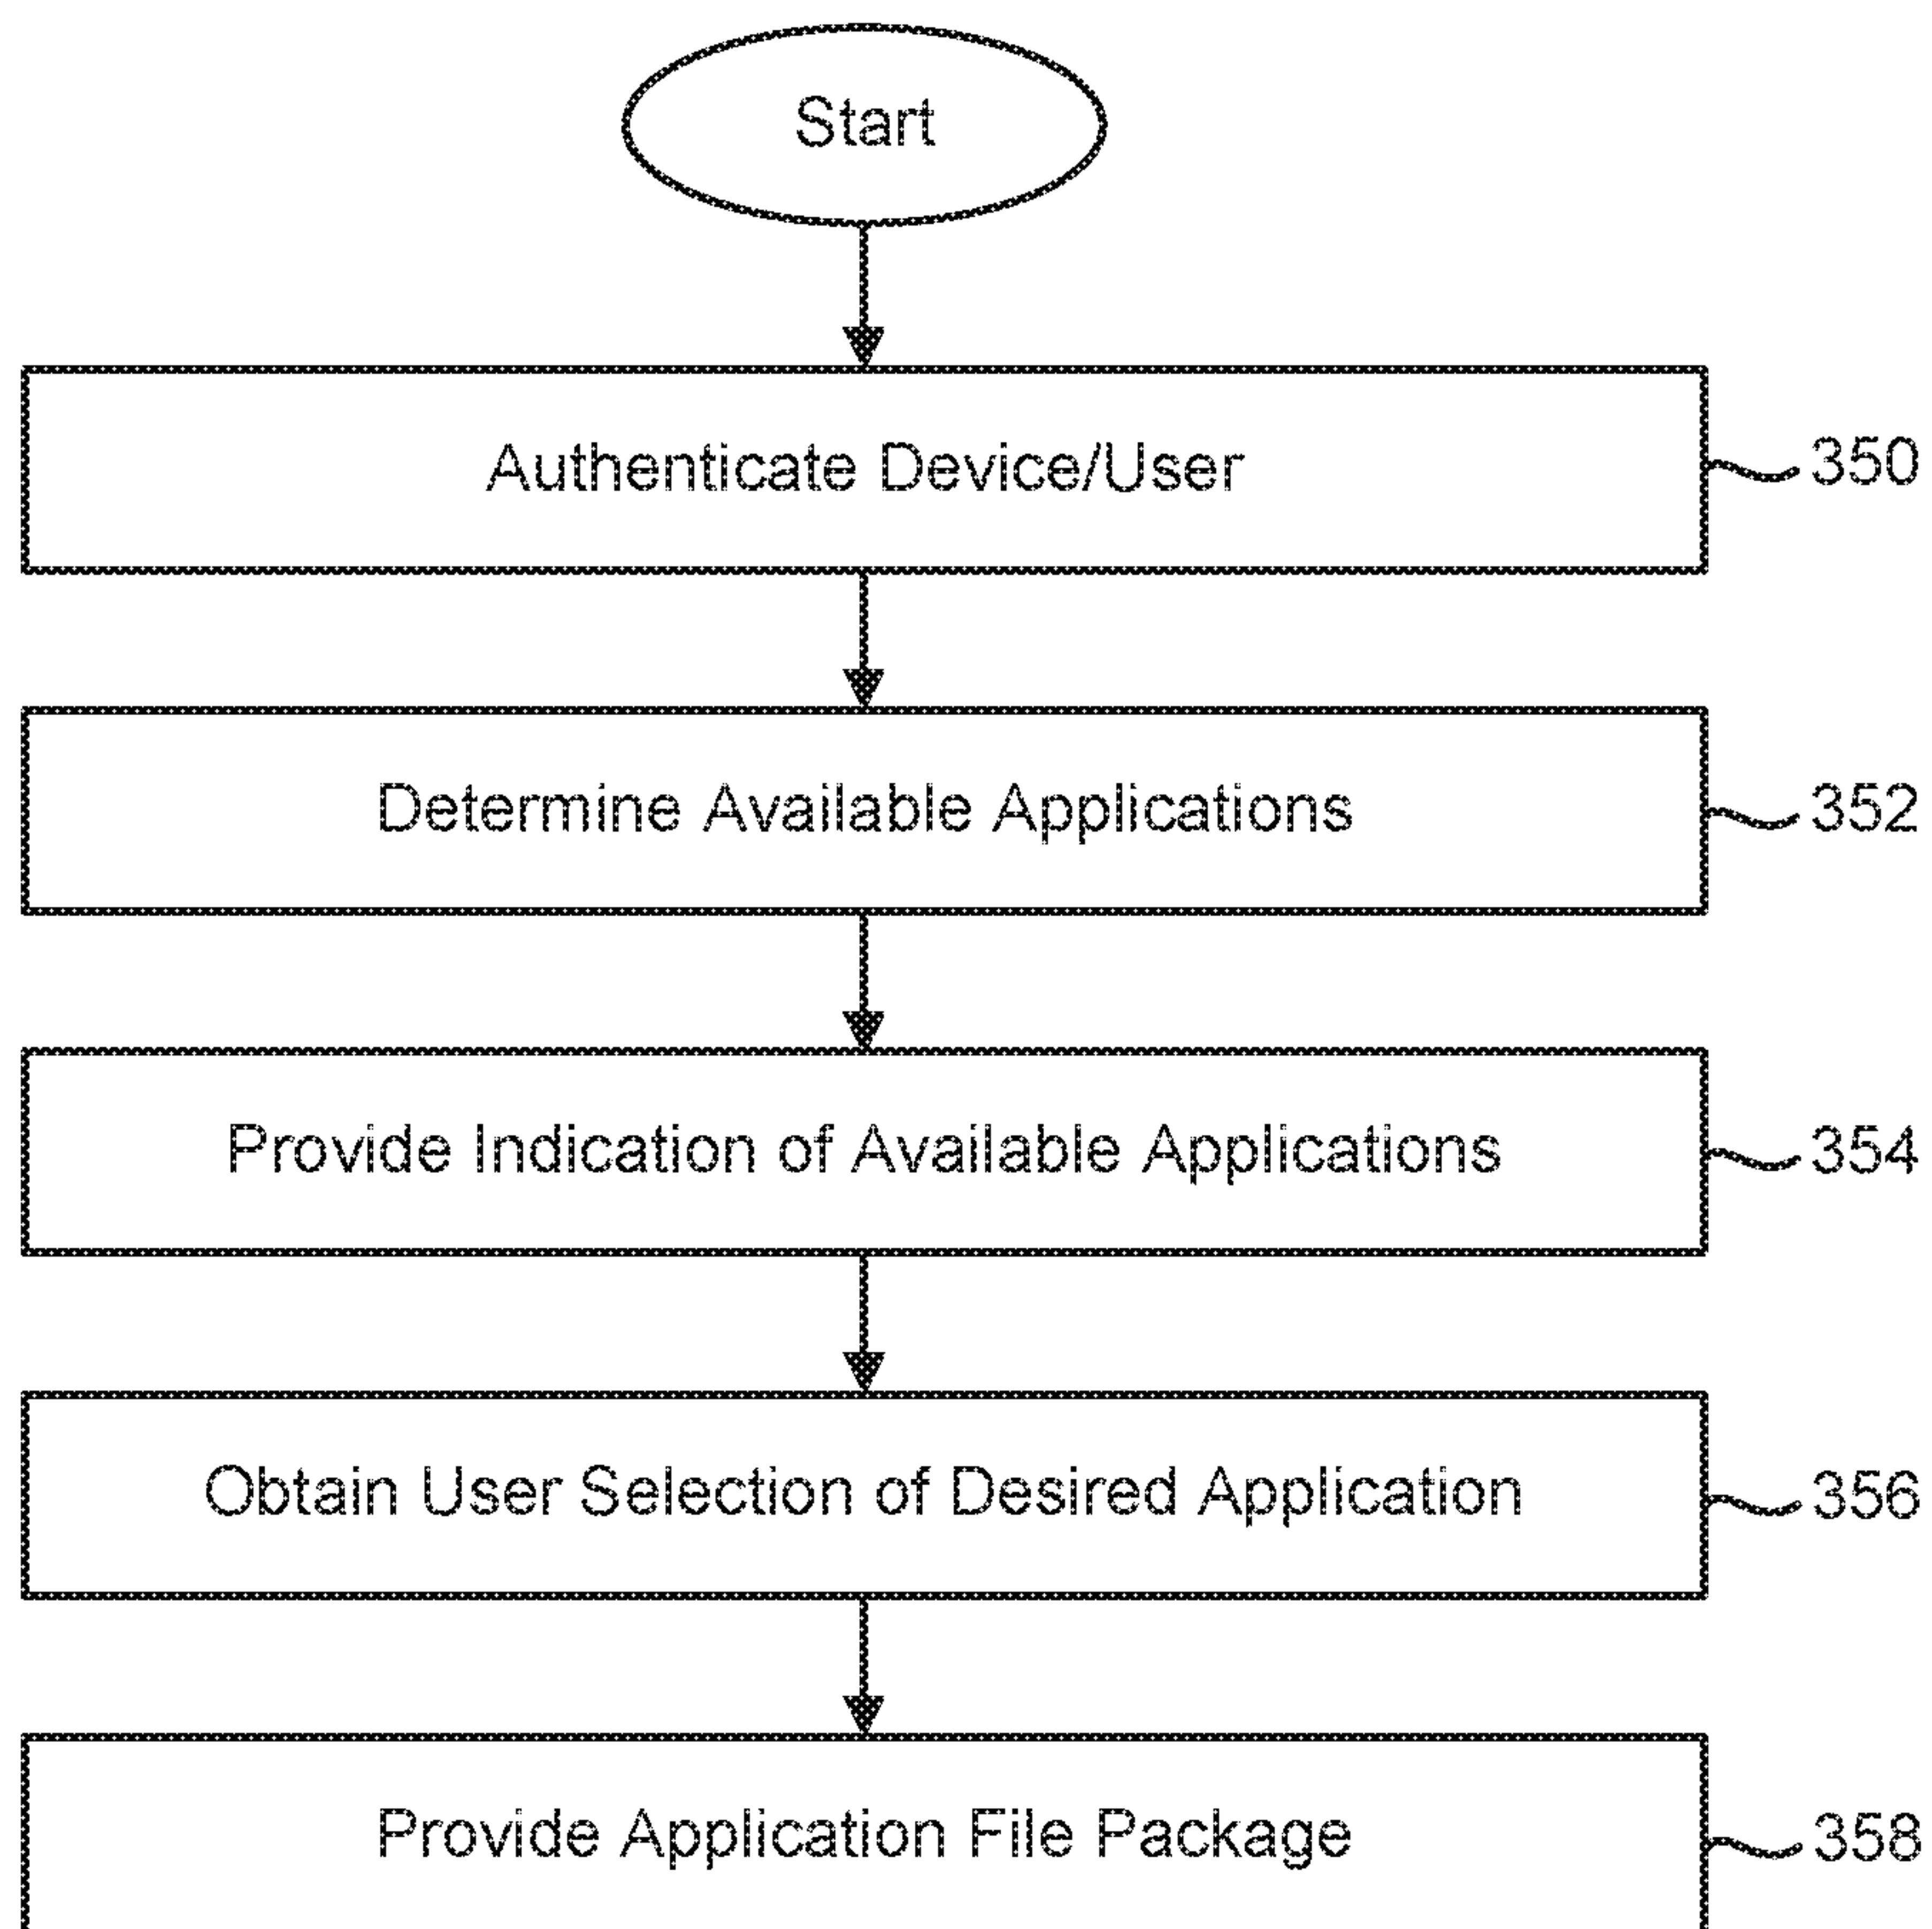 Start
Authenticate Device/User
350
Determine Available Applications
352
Provide Indication of Available Applications
354
Obtain User Selection of Desired Application
356
Provide Application File Package
358